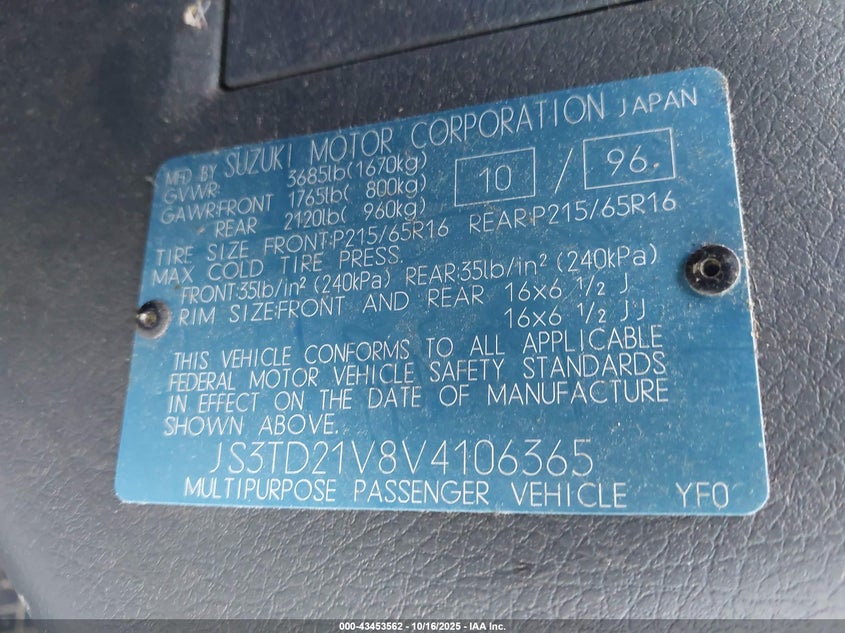 MFD BY SUZUKI MOTOR CORPORATION JAPAN
GVWR: 3685lb(1670kg) 10 / 96.
GAWR:FRONT 1765lb( 800kg)
REAR 2120lb( 960kg)
TIRE SIZE FRONT:P215/65R16 REAR:P215/65R16
MAX COLD TIRE PRESS.
FRONT:35lb/in² (240kPa) REAR:35lb/in² (240kPa)
RIM SIZE:FRONT AND REAR 16x6 1/2 J
16x6 1/2 JJ
THIS VEHICLE CONFORMS TO ALL APPLICABLE
FEDERAL MOTOR VEHICLE SAFETY STANDARDS
IN EFFECT ON THE DATE OF MANUFACTURE
SHOWN ABOVE.
JS3TD21V8V4106365
MULTIPURPOSE PASSENGER VEHICLE YF0
000-43453562 - 10/16/2025 - IAA Inc.